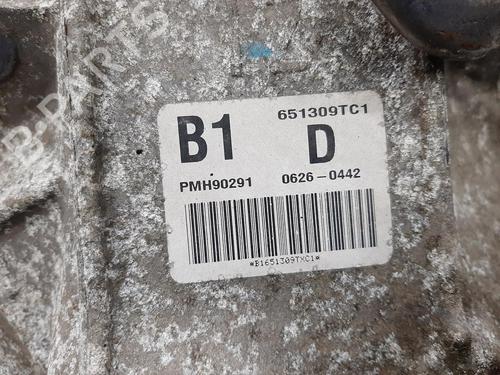 651309TC1
B1 D
PMH90291 0626-0442
*B1651309TXC1*
B-PARTS